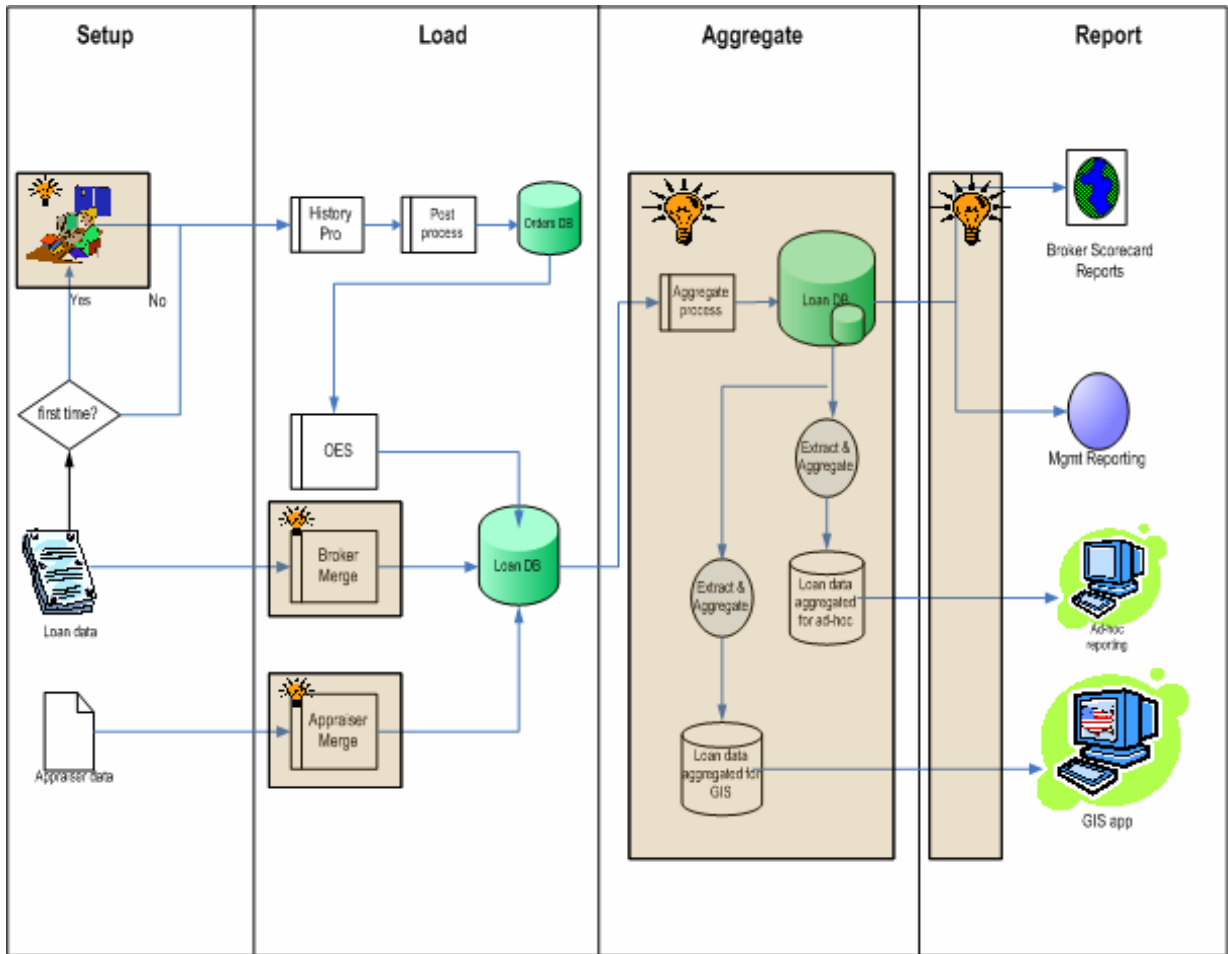 Setup
Load
Aggregate
Report
Yes
No
first time?
Loan data
Appraiser data
History
Pro
Post
process
Orders DB
OES
Broker
Merge
Loan DB
Appraiser
Merge
Aggregate
process
Loan DB
Extract &
Aggregate
Extract &
Aggregate
Loan data
aggregated
for ad-hoc
Loan data
aggregated for
GIS
Broker Scorecard
Reports
Mgmt Reporting
Ad-hoc
reporting
GIS app